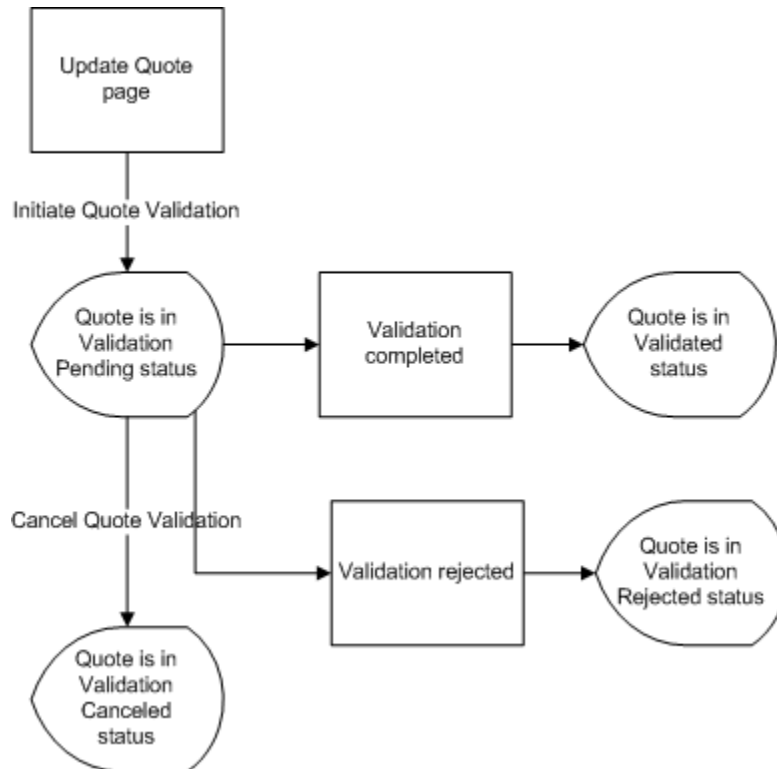 Update Quote
page
Initiate Quote Validation
Quote is in
Validation
Pending status
Validation
completed
Quote is in
Validated
status
Cancel Quote Validation
Validation rejected
Quote is in
Validation
Rejected status
Quote is in
Validation
Canceled
status